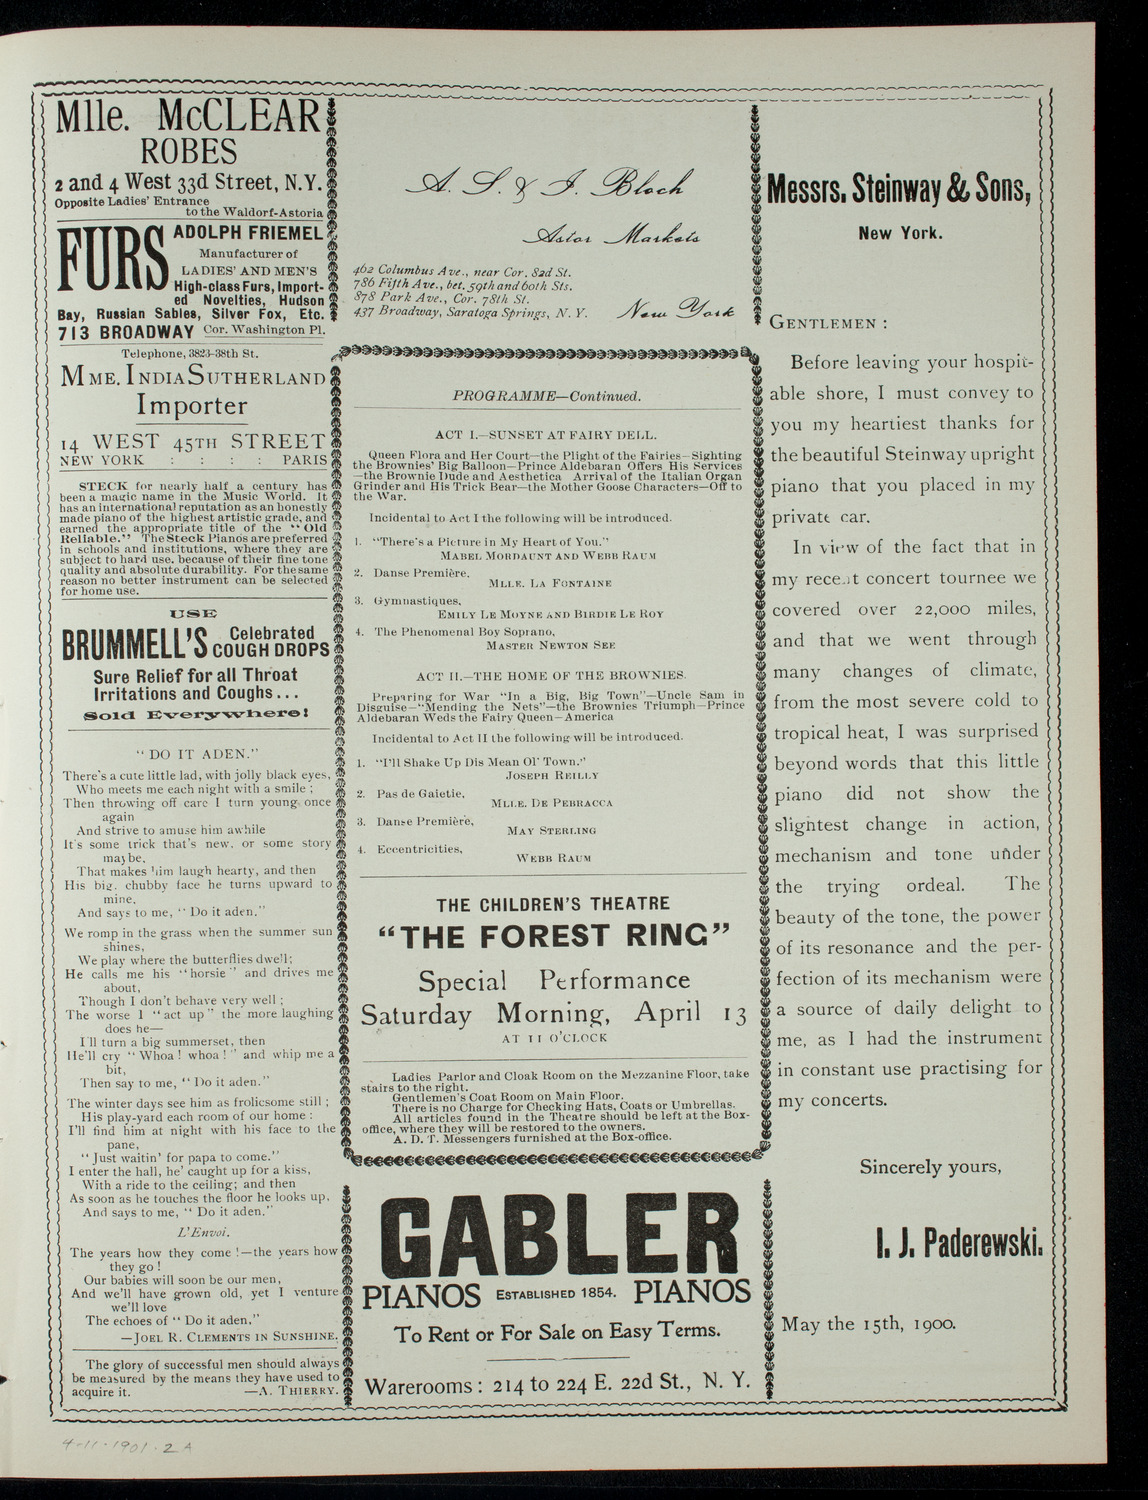 Mlle. McCLEAR
ROBES
2 and 4 West 33d Street, N.Y.
Opposite Ladies' Entrance
to the Waldorf-Astoria
FURS
ADOLPH FRIEMEL
Manufacturer of
LADIES' AND MEN'S
High-class Furs, Import-
ed Novelties, Hudson
Bay, Russian Sables, Silver Fox, Etc.
713 BROADWAY Cor. Washington Pl.
Telephone, 3823-38th St.
MME. INDIA SUTHERLAND
Importer
14 WEST 45TH STREET
NEW YORK : : : : PARIS
STECK for nearly half a century has
been a magic name in the Music World. It
has an international reputation as an honestly
made piano of the highest artistic grade, and
earned the appropriate title of the "Old
Reliable." The Steck Pianos are preferred
in schools and institutions, where they are
subject to hard use, because of their fine tone
quality and absolute durability. For the same
reason no better instrument can be selected
for home use.
USE
BRUMMELL'S Celebrated
COUGH DROPS
Sure Relief for all Throat
Irritations and Coughs...
Sold Everywhere!
"DO IT ADEN."
There's a cute little lad, with jolly black eyes,
Who meets me each night with a smile ;
Then throwing off care I turn young once
again
And strive to amuse him awhile
It's some trick that's new, or some story
maybe,
That makes him laugh hearty, and then
His big, chubby face he turns upward to
mine,
And says to me, "Do it aden."
We romp in the grass when the summer sun
shines,
We play where the butterflies dwell;
He calls me his "horsie" and drives me
about,
Though I don't behave very well ;
The worse I "act up" the more laughing
does he—
I'll turn a big summerset, then
He'll cry "Whoa! whoa!" and whip me a
bit,
Then say to me, "Do it aden."
The winter days see him as frolicsome still ;
His play-yard each room of our home :
I'll find him at night with his face to the
pane,
"Just waitin' for papa to come."
I enter the hall, he' caught up for a kiss,
With a ride to the ceiling; and then
As soon as he touches the floor he looks up,
And says to me, "Do it aden."
L'Envoi.
The years how they come !—the years how
they go !
Our babies will soon be our men,
And we'll have grown old, yet I venture
we'll love
The echoes of "Do it aden."
—JOEL R. CLEMENTS IN SUNSHINE.
The glory of successful men should always
be measured by the means they have used to
acquire it. —A. THIERRY.
A. S. & J. Bloch
Astor Markets
462 Columbus Ave., near Cor. 82d St.
786 Fifth Ave., bet. 59th and 60th Sts.
878 Park Ave., Cor. 78th St.
437 Broadway, Saratoga Springs, N. Y.
New York
PROGRAMME—Continued.
ACT I.—SUNSET AT FAIRY DELL.
Queen Flora and Her Court—the Plight of the Fairies—Sighting
the Brownies' Big Balloon—Prince Aldebaran Offers His Services
—the Brownie Dude and Aesthetica Arrival of the Italian Organ
Grinder and His Trick Bear—the Mother Goose Characters—Off to
the War.
Incidental to Act I the following will be introduced.
1. "There's a Picture in My Heart of You."
MABEL MORDAUNT AND WEBB RAUM
2. Danse Première,
MLLE. LA FONTAINE
3. Gymnastiques,
EMILY LE MOYNE AND BIRDIE LE ROY
4. The Phenomenal Boy Soprano,
MASTER NEWTON SEE
ACT II.—THE HOME OF THE BROWNIES.
Preparing for War "In a Big, Big Town"—Uncle Sam in
Disguise—"Mending the Nets"—the Brownies Triumph—Prince
Aldebaran Weds the Fairy Queen—America
Incidental to Act II the following will be introduced.
1. "I'll Shake Up Dis Mean Ol' Town."
JOSEPH REILLY
2. Pas de Gaietie,
MLLE. DE PEBRACCA
3. Danse Première,
MAY STERLING
4. Eccentricities,
WEBB RAUM
THE CHILDREN'S THEATRE
"THE FOREST RING"
Special Performance
Saturday Morning, April 13
AT 11 O'CLOCK
Ladies Parlor and Cloak Room on the Mezzanine Floor, take
stairs to the right.
Gentlemen's Coat Room on Main Floor.
There is no Charge for Checking Hats, Coats or Umbrellas.
All articles found in the Theatre should be left at the Box-
office, where they will be restored to the owners.
A. D. T. Messengers furnished at the Box-office.
GABLER
PIANOS ESTABLISHED 1854. PIANOS
To Rent or For Sale on Easy Terms.
Warerooms : 214 to 224 E. 22d St., N. Y.
Messrs. Steinway & Sons,
New York.
GENTLEMEN :
Before leaving your hospit-
able shore, I must convey to
you my heartiest thanks for
the beautiful Steinway upright
piano that you placed in my
private car.
In view of the fact that in
my recent concert tournee we
covered over 22,000 miles,
and that we went through
many changes of climate,
from the most severe cold to
tropical heat, I was surprised
beyond words that this little
piano did not show the
slightest change in action,
mechanism and tone under
the trying ordeal. The
beauty of the tone, the power
of its resonance and the per-
fection of its mechanism were
a source of daily delight to
me, as I had the instrument
in constant use practising for
my concerts.
Sincerely yours,
I. J. Paderewski.
May the 15th, 1900.
4-11-1901-2 A